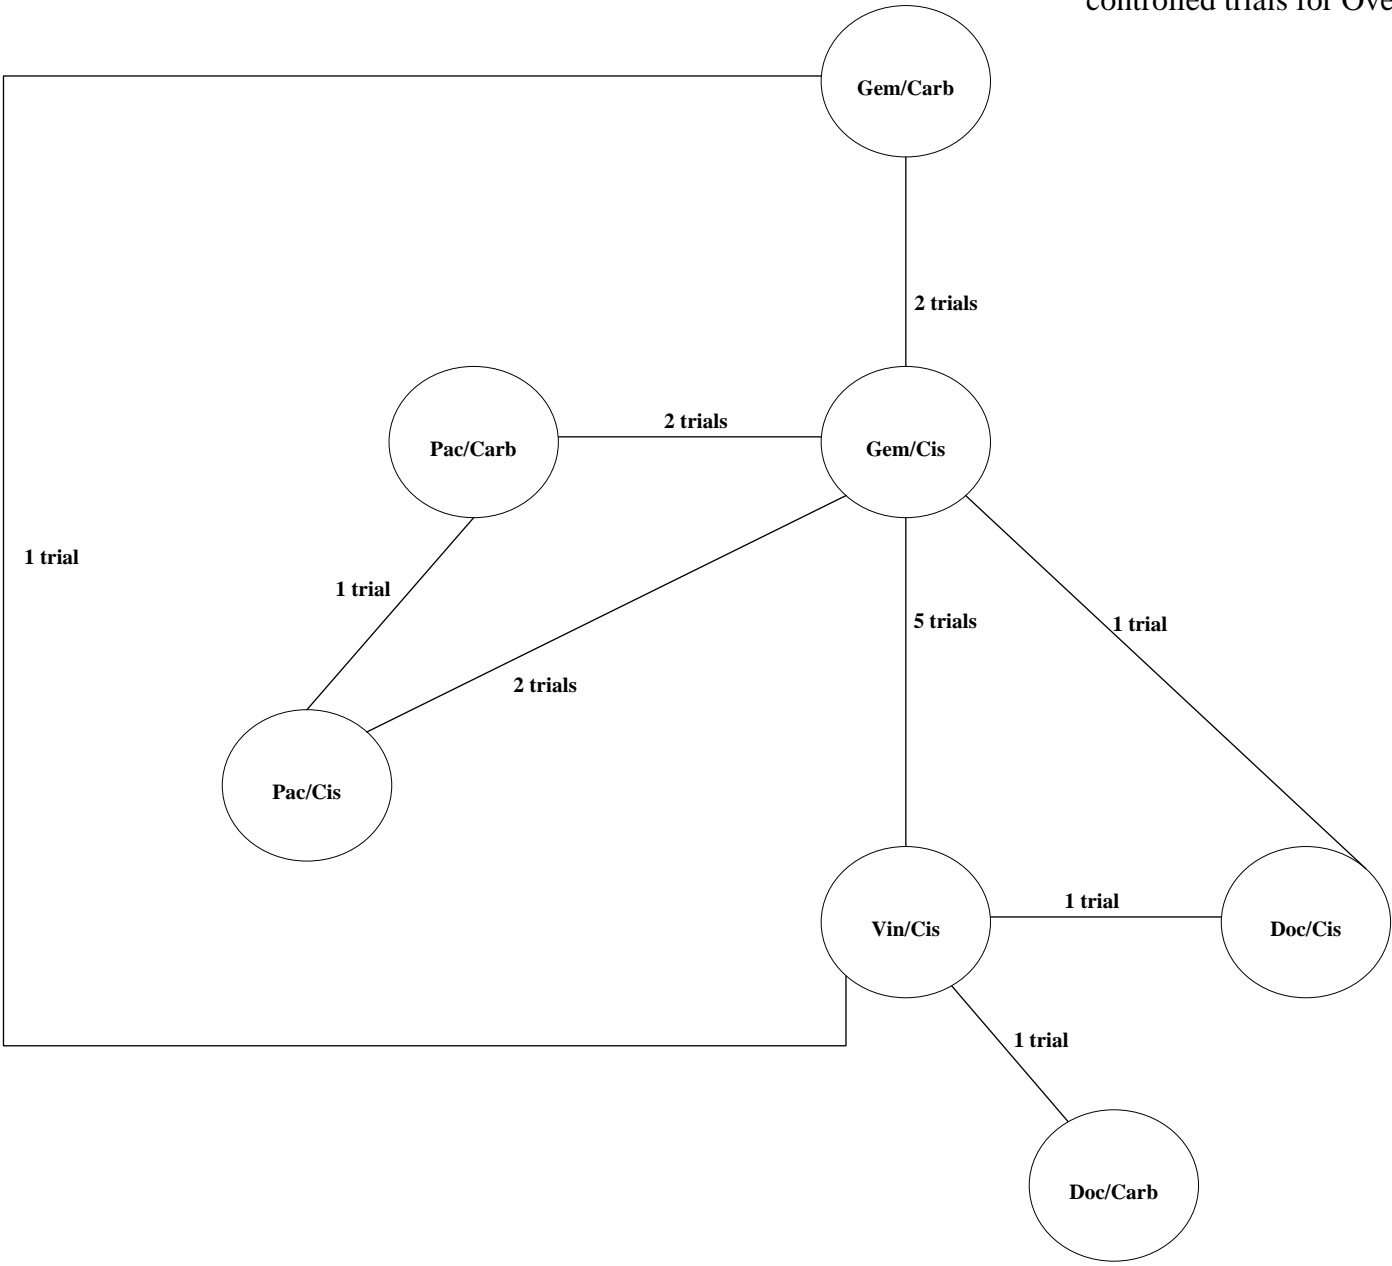 controlled trials for Ove
Gem/Carb
2 trials
2 trials
Pac/Carb
Gem/Cis
1 trial
1 trial
5 trials
1 trial
2 trials
Pac/Cis
1 trial
Vin/Cis
Doc/Cis
1 trial
Doc/Carb